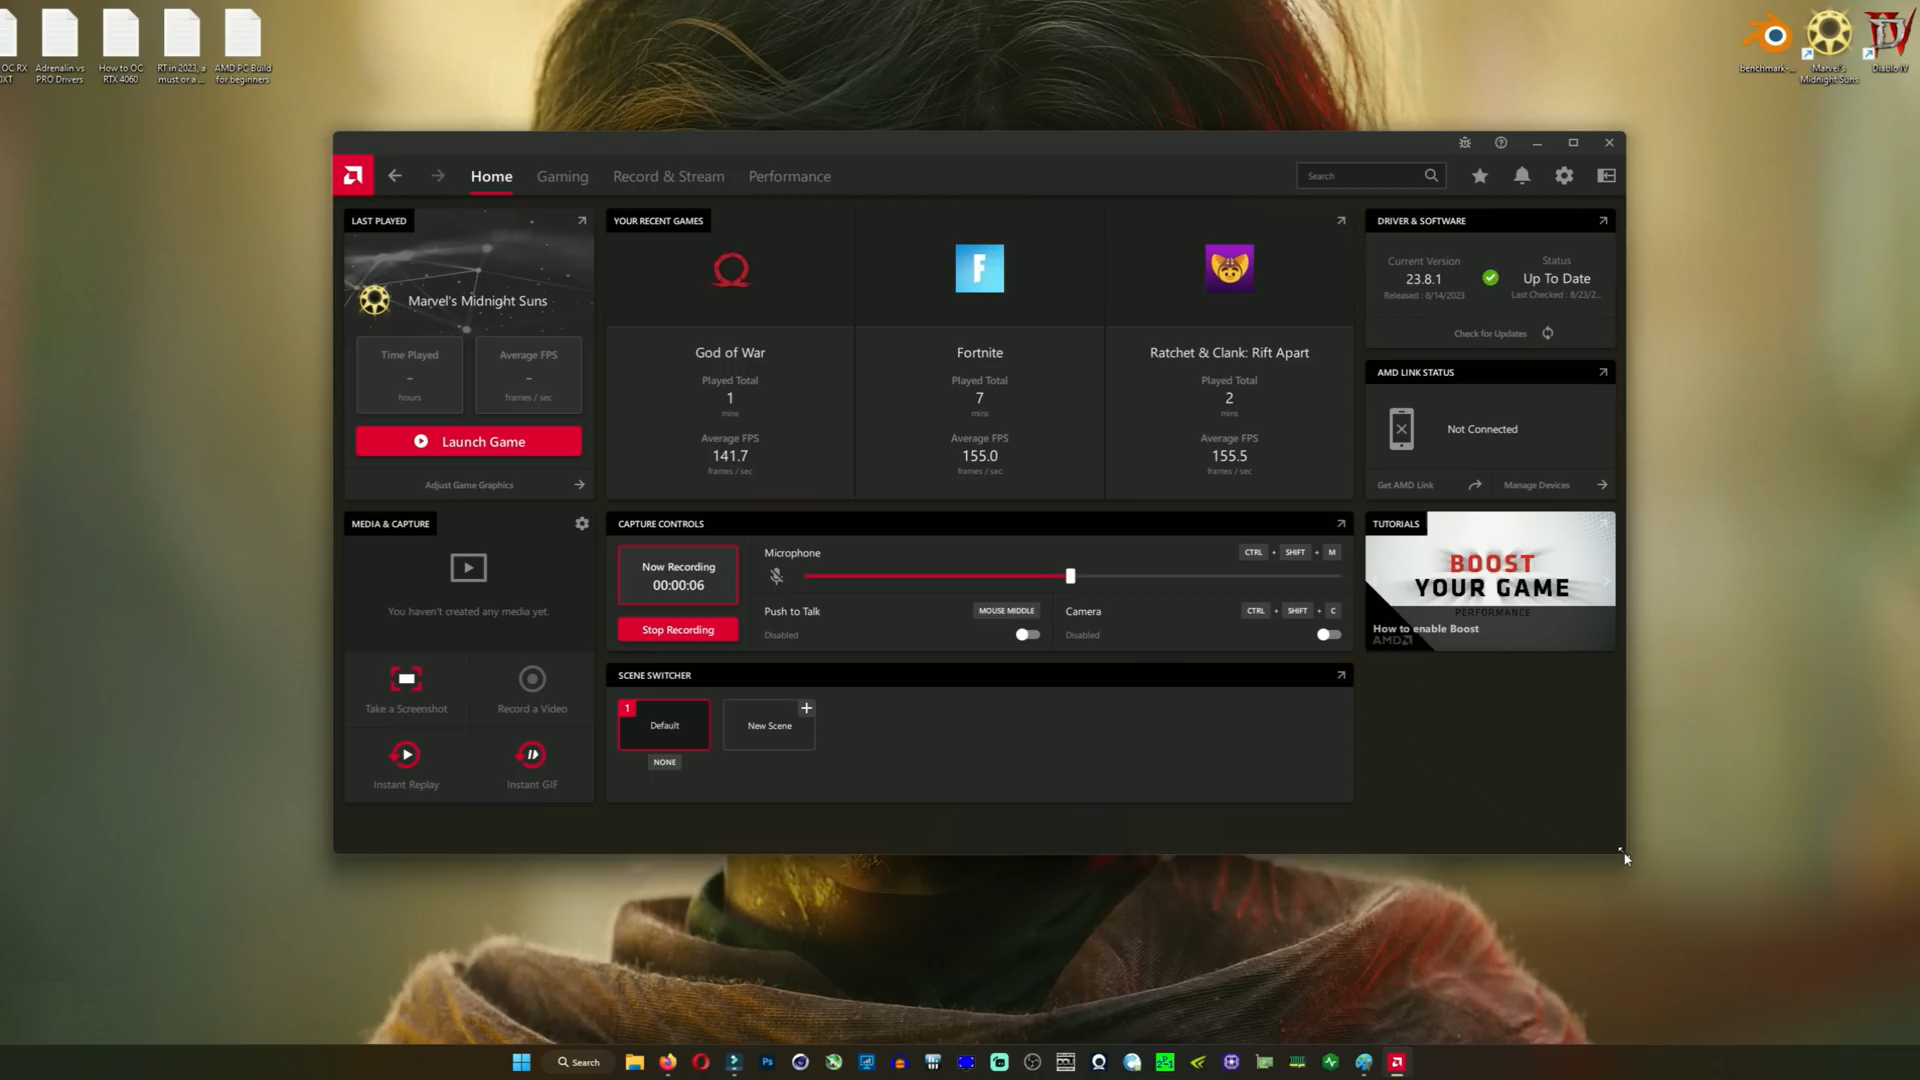 OC RX
Adrenalin vs
PRO Drivers
How to OC
RTX 4060
RT in 2023, a
must or a ...
AMD PC Build
for beginners
benchmark-...
Marvel's
Midnight Suns
Diablo IV
Home
Gaming
Record & Stream
Performance
Search
LAST PLAYED
Marvel's Midnight Suns
Time Played
-
hours
Average FPS
-
frames / sec
Launch Game
Adjust Game Graphics
YOUR RECENT GAMES
F
God of War
Played Total
1
mins
Average FPS
141.7
frames / sec
Fortnite
Played Total
7
mins
Average FPS
155.0
frames / sec
Ratchet & Clank: Rift Apart
Played Total
2
mins
Average FPS
155.5
frames / sec
DRIVER & SOFTWARE
Current Version
23.8.1
Released : 8/14/2023
Status
Up To Date
Last Checked : 8/23/2...
Check for Updates
AMD LINK STATUS
Not Connected
Get AMD Link
Manage Devices
MEDIA & CAPTURE
You haven't created any media yet.
Take a Screenshot
Record a Video
Instant Replay
Instant GIF
CAPTURE CONTROLS
Now Recording
00:00:06
Stop Recording
Microphone
CTRL + SHIFT + M
Push to Talk
MOUSE MIDDLE
Disabled
Camera
CTRL + SHIFT + C
Disabled
SCENE SWITCHER
1
Default
NONE
New Scene
TUTORIALS
BOOST
YOUR GAME
PERFORMANCE
How to enable Boost
AMD
Search
Ps